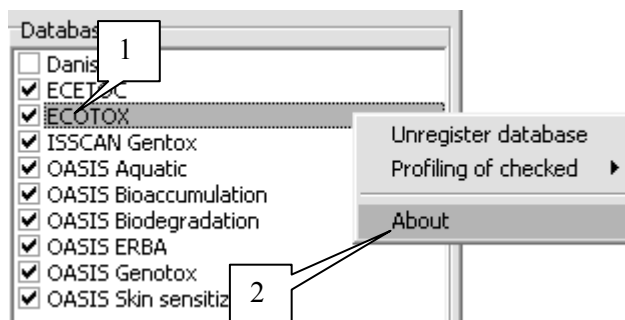 Databas
1
Danis
ECETOC
ECOTOX
ISSCAN Gentox
OASIS Aquatic
OASIS Bioaccumulation
OASIS Biodegradation
OASIS ERBA
OASIS Genotox
OASIS Skin sensitiz
Unregister database
Profiling of checked
About
2